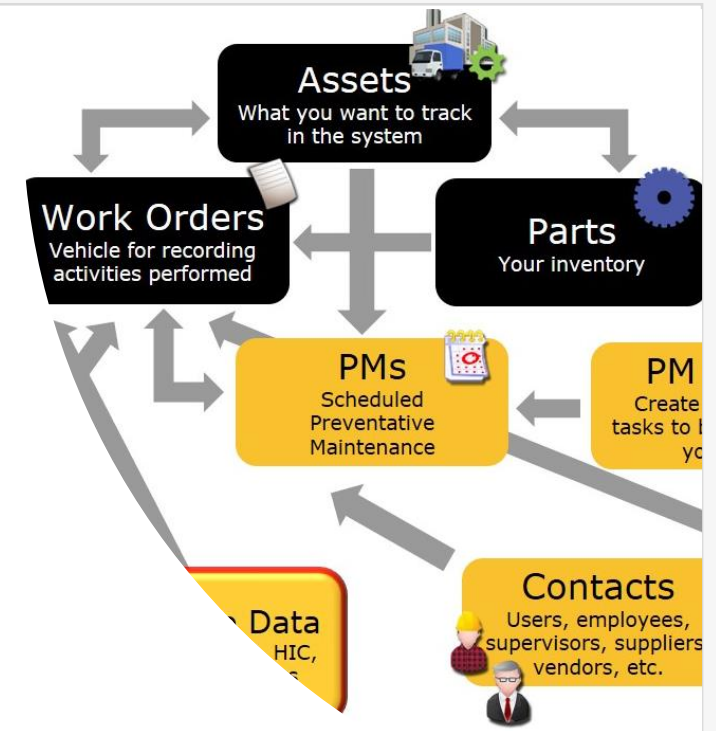 Assets
What you want to track
in the system
Work Orders
Vehicle for recording
activities performed
Parts
Your inventory
PMs
Scheduled
Preventative
Maintenance
PM
Create
tasks to
Contacts
Users, employees,
supervisors, suppliers
vendors, etc.
Data
HIC,